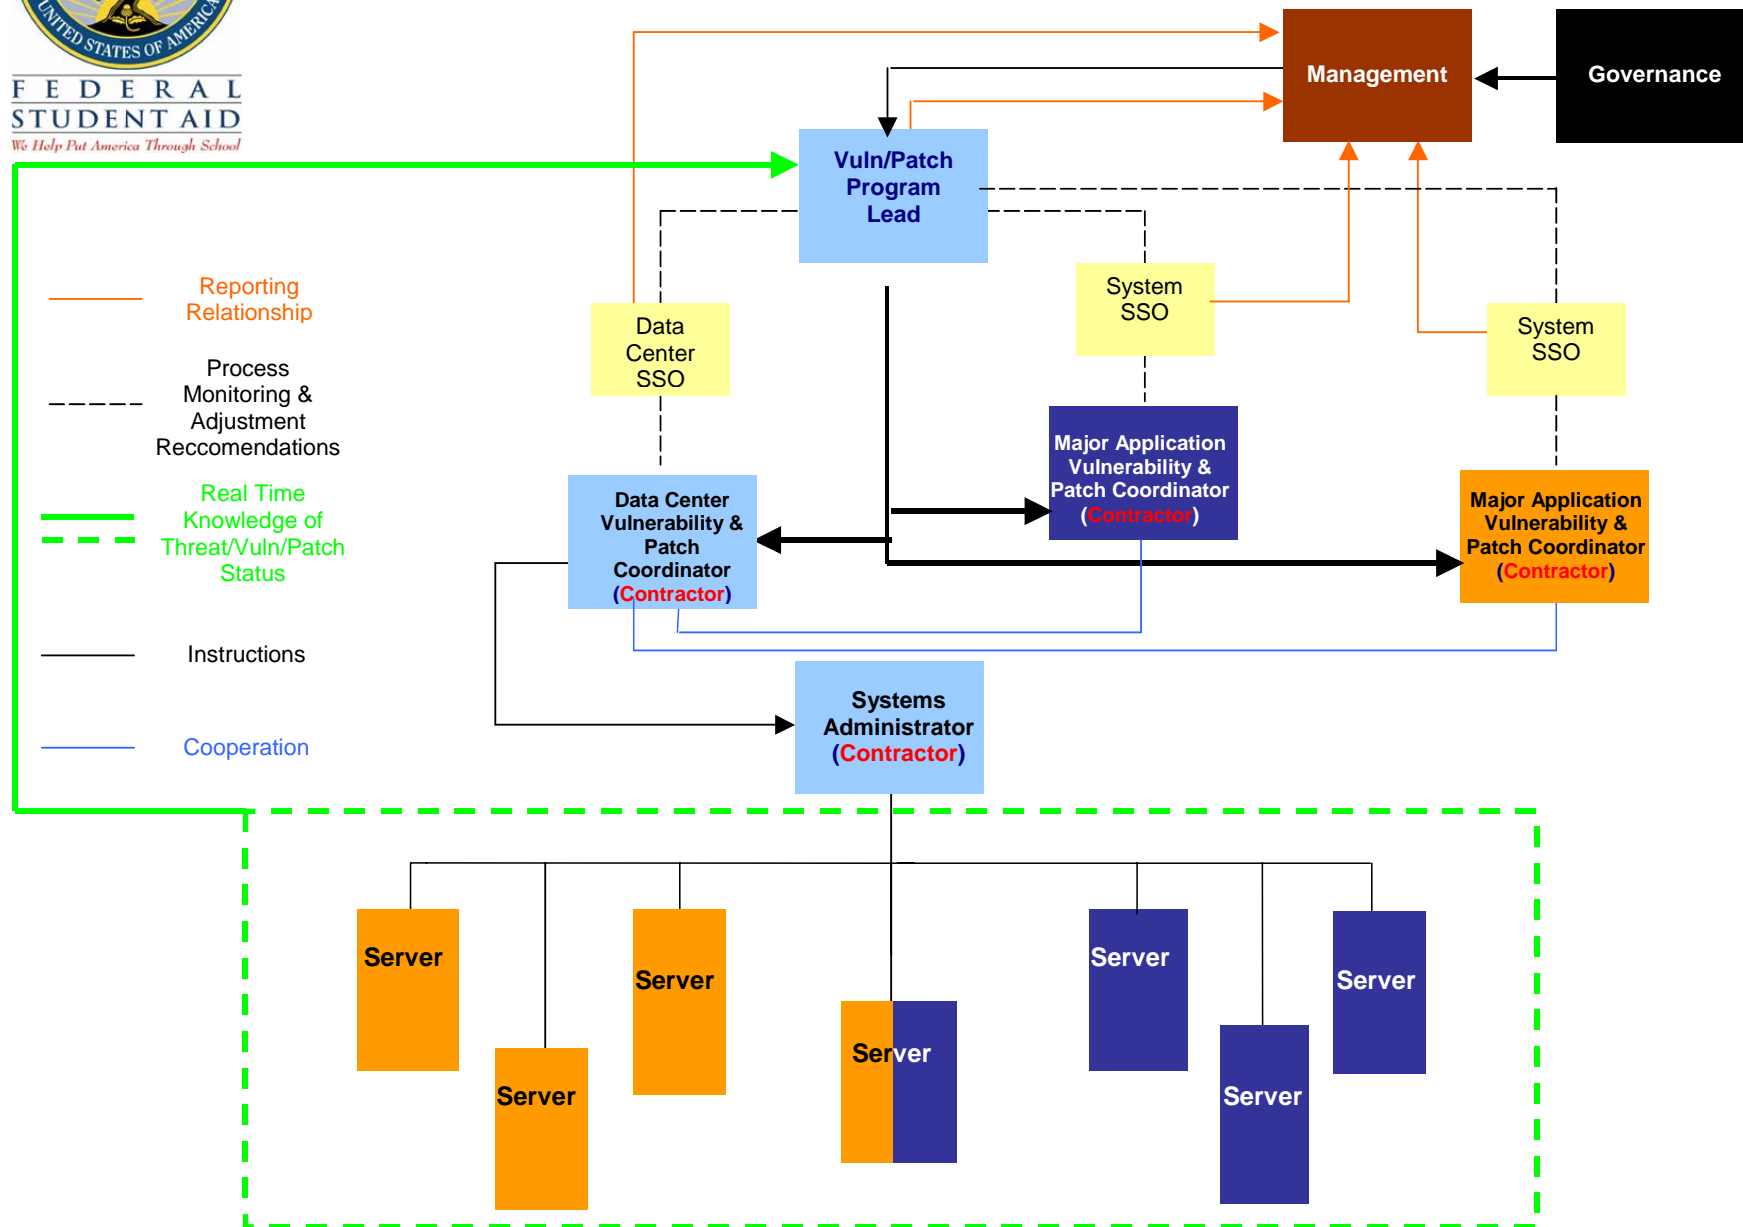 UNITED STATES OF AMERICA
FEDERAL
STUDENT AID
We Help Put America Through School
Management
Governance
Vuln/Patch
Program
Lead
Reporting
Relationship
Process
Monitoring &
Adjustment
Reccomendations
Real Time
Knowledge of
Threat/Vuln/Patch
Status
Instructions
Cooperation
Data
Center
SSO
System
SSO
System
SSO
Data Center
Vulnerability &
Patch
Coordinator
(Contractor)
Major Application
Vulnerability &
Patch Coordinator
(Contractor)
Major Application
Vulnerability &
Patch Coordinator
(Contractor)
Systems
Administrator
(Contractor)
Server
Server
Server
Server
Server
Server
Server